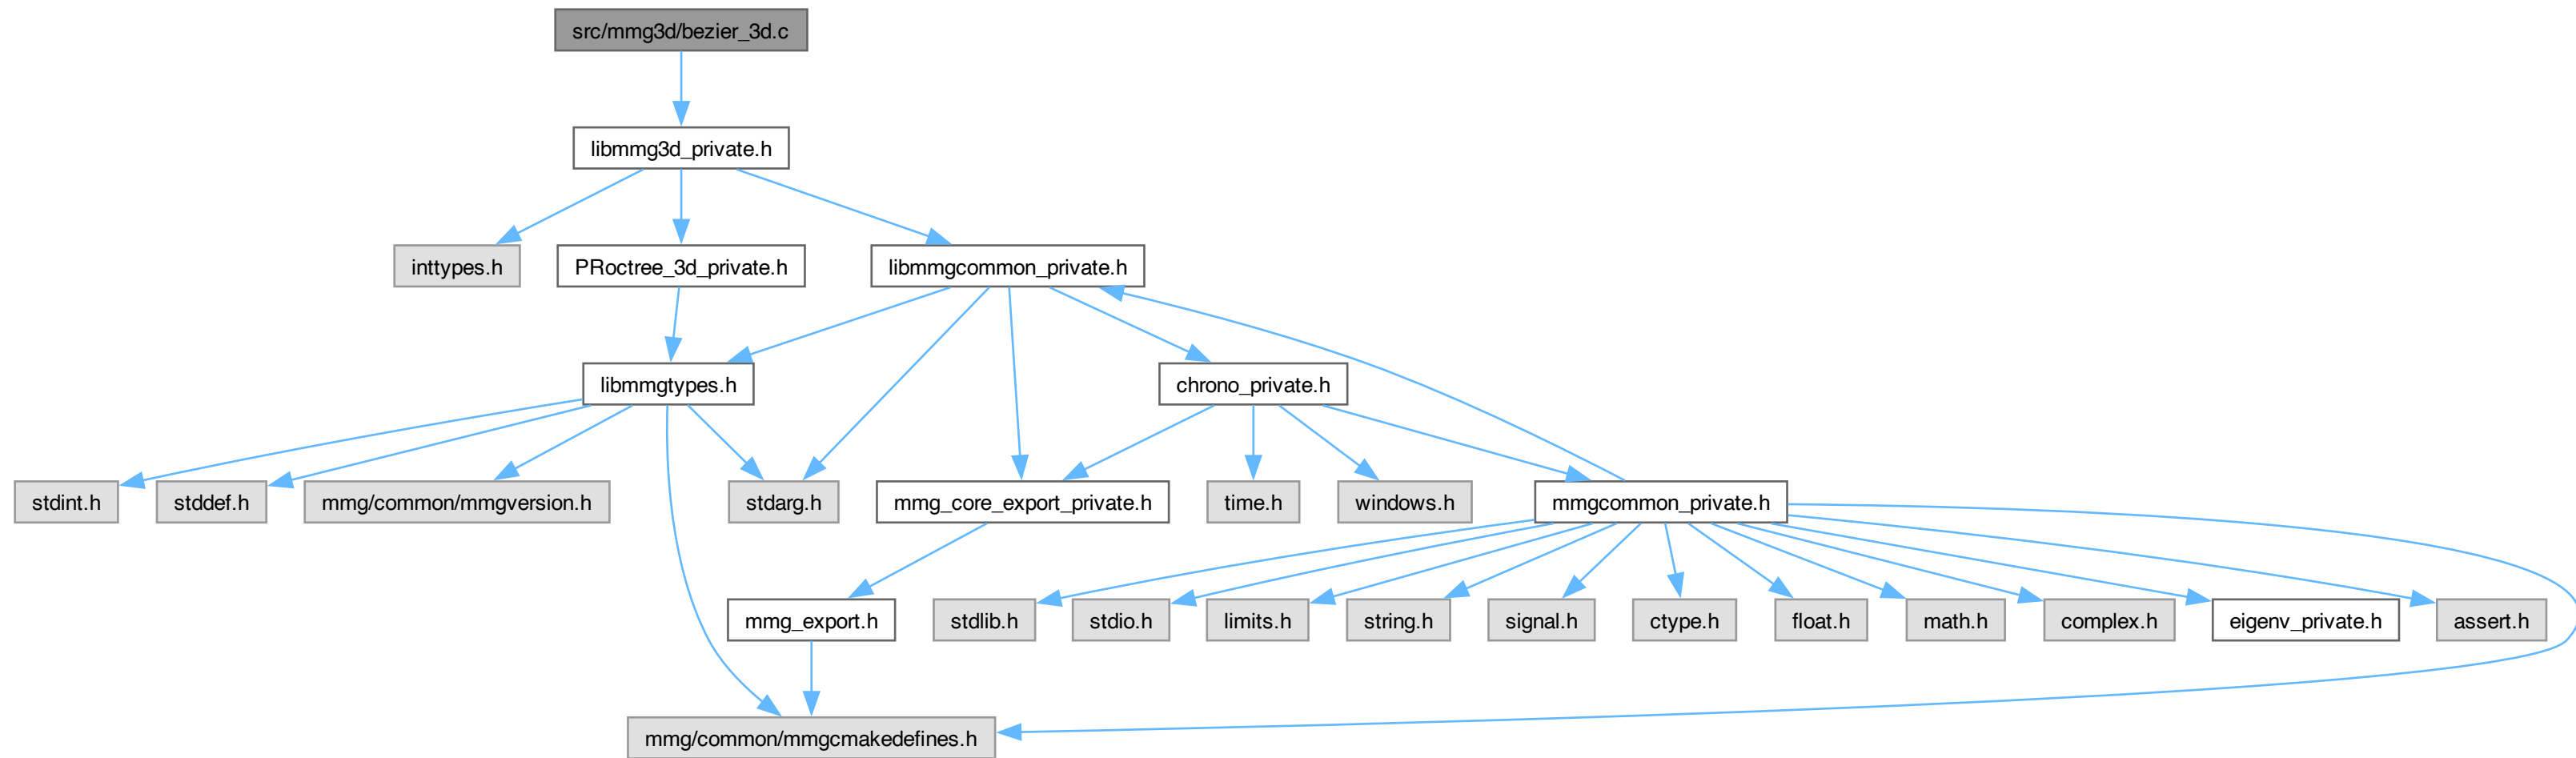 src/mmg3d/bezier_3d.c
libmmg3d_private.h
inttypes.h
PRoctree_3d_private.h
libmmgcommon_private.h
libmmgtypes.h
chrono_private.h
stdint.h
stddef.h
mmg/common/mmgversion.h
stdarg.h
mmg_core_export_private.h
time.h
windows.h
mmgcommon_private.h
mmg_export.h
stdlib.h
stdio.h
limits.h
string.h
signal.h
ctype.h
float.h
math.h
complex.h
eigenv_private.h
assert.h
mmg/common/mmgcmakedefines.h